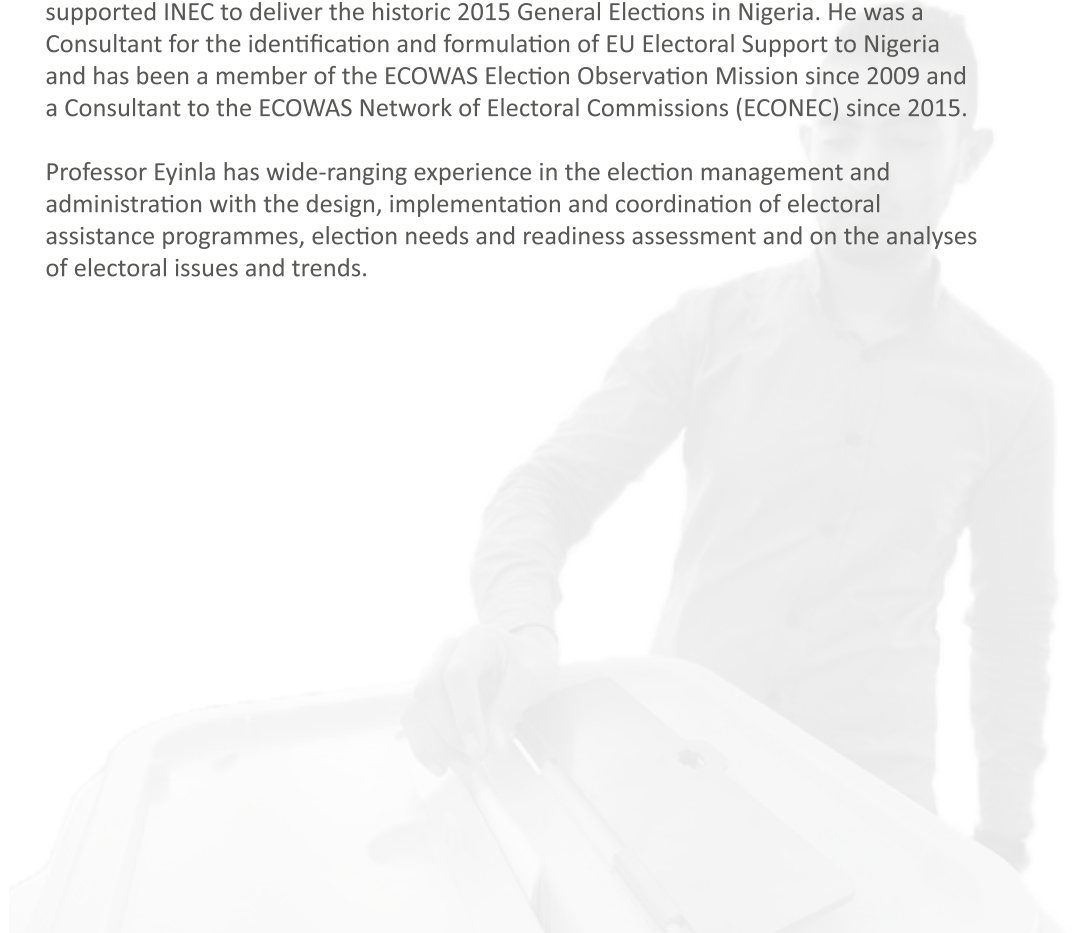 supported INEC to deliver the historic 2015 General Elections in Nigeria. He was a
Consultant for the identification and formulation of EU Electoral Support to Nigeria
and has been a member of the ECOWAS Election Observation Mission since 2009 and
a Consultant to the ECOWAS Network of Electoral Commissions (ECONEC) since 2015.
Professor Eyinla has wide-ranging experience in the election management and
administration with the design, implementation and coordination of electoral
assistance programmes, election needs and readiness assessment and on the analyses
of electoral issues and trends.